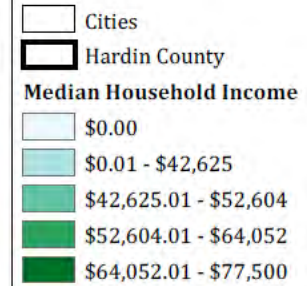 Cities
Hardin County
Median Household Income
$0.00
$0.01 - $42,625
$42,625.01 - $52,604
$52,604.01 - $64,052
$64,052.01 - $77,500